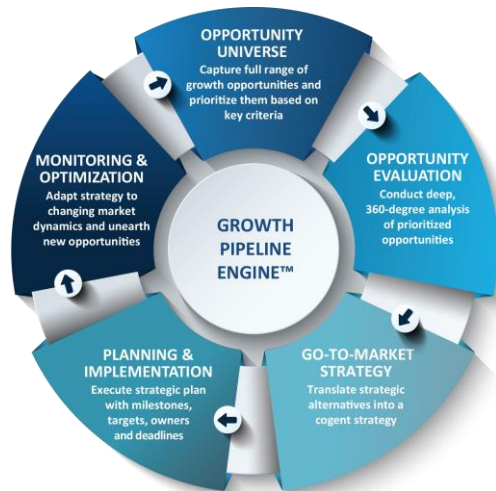 OPPORTUNITY
UNIVERSE
Capture full range of
growth opportunities and
prioritize them based on
key criteria
OPPORTUNITY
EVALUATION
Conduct deep,
360-degree analysis
of prioritized
opportunities
GO-TO-MARKET
STRATEGY
Translate strategic
alternatives into a
cogent strategy
PLANNING &
IMPLEMENTATION
Execute strategic plan
with milestones,
targets, owners
and deadlines
MONITORING &
OPTIMIZATION
Adapt strategy to
changing market
dynamics and unearth
new opportunities
GROWTH
PIPELINE
ENGINE™